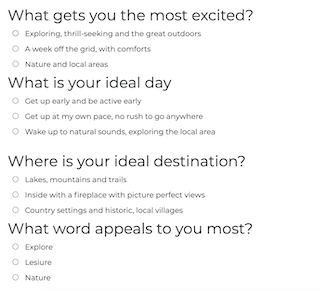 What gets you the most excited?
Exploring, thrill-seeking and the great outdoors
A week off the grid, with comforts
Nature and local areas
What is your ideal day
Get up early and be active early
Get up at my own pace, no rush to go anywhere
Wake up to natural sounds, exploring the local area
Where is your ideal destination?
Lakes, mountains and trails
Inside with a fireplace with picture perfect views
Country settings and historic, local villages
What word appeals to you most?
Explore
Lesiure
Nature